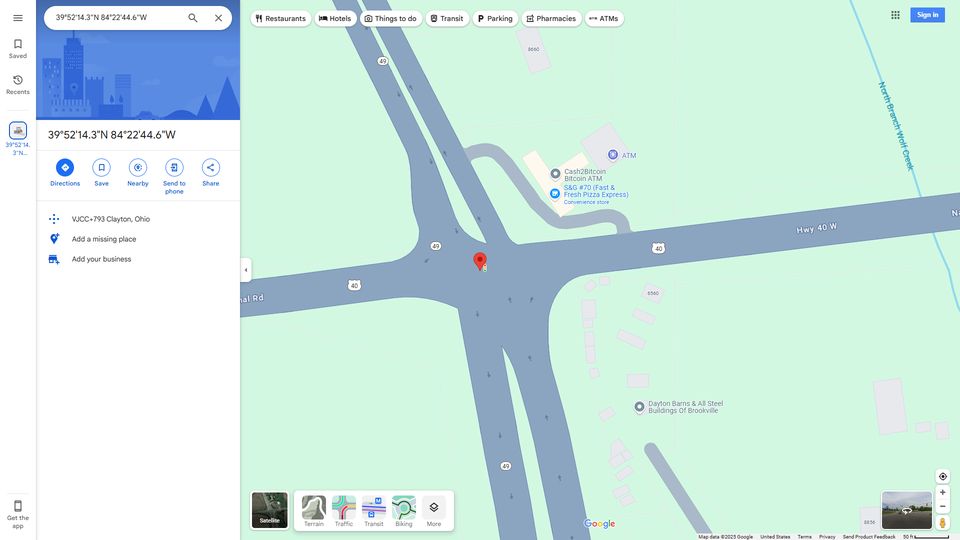 39°52'14.3"N 84°22'44.6"W
Restaurants
Hotels
Things to do
Transit
Parking
Pharmacies
ATMs
Sign in
Saved
Recents
39°52'14.
3"N...
39°52'14.3"N 84°22'44.6"W
Directions
Save
Nearby
Send to
phone
Share
VJCC+793 Clayton, Ohio
Add a missing place
Add your business
Get the
app
49
8660
North Branch Wolf Creek
ATM
Cash2Bitcoin
Bitcoin ATM
S&G #70 (Fast &
Fresh Pizza Express)
Convenience store
Hwy 40 W
Na
49
40
40
nal Rd
6560
Dayton Barns & All Steel
Buildings Of Brookville
49
8856
Satellite
Terrain
Traffic
Transit
Biking
More
Google
Map data ©2025 Google
United States
Terms
Privacy
Send Product Feedback
50 ft